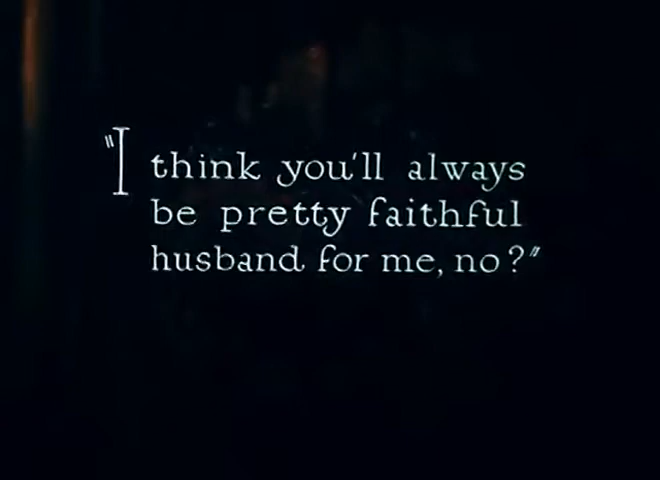 "I think you'll always
be pretty faithful
husband for me, no?"